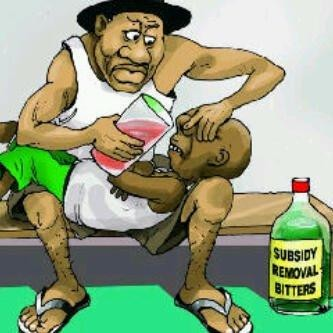 SUBSIDY
REMOVAL-
BITTERS